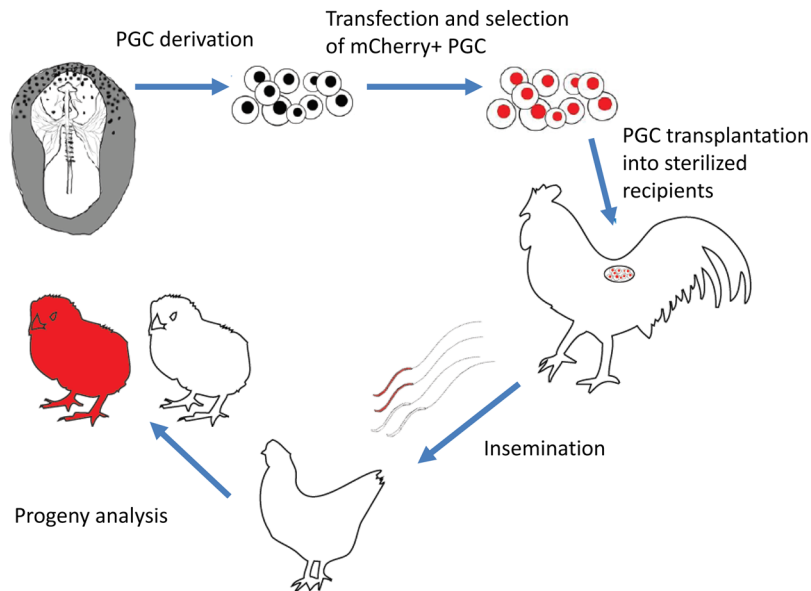 PGC derivation
Transfection and selection
of mCherry+ PGC
PGC transplantation
into sterilized
recipients
Insemination
Progeny analysis